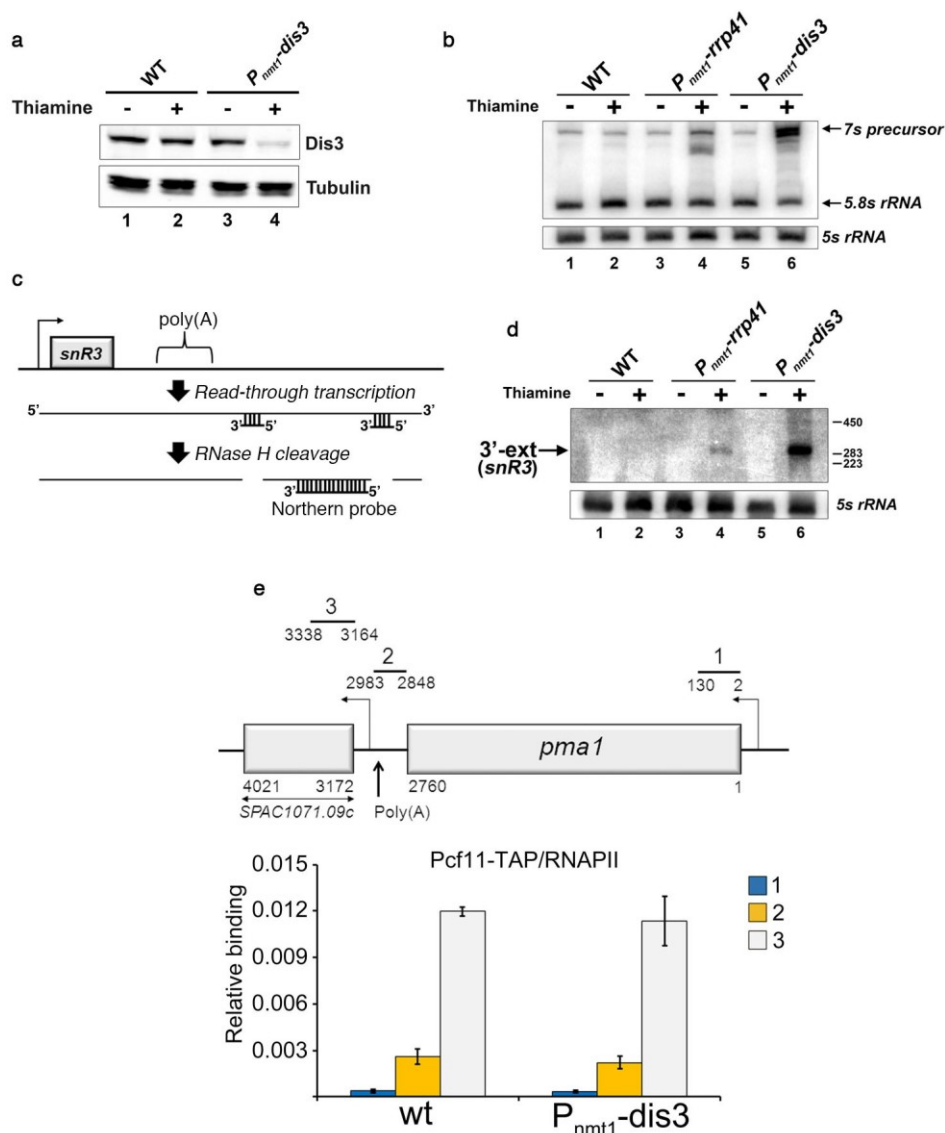 a
WT
P nmt1-dis3
Thiamine - + - +
Dis3
Tubulin
1 2 3 4
b
WT
P nmt1-rrp41
P nmt1-dis3
Thiamine - + - + - +
7s precursor
5.8s rRNA
5s rRNA
1 2 3 4 5 6
c
snR3
poly(A)
Read-through transcription
5’ 3’
3’ 5’ 3’ 5’
RNase H cleavage
3’ 5’
Northern probe
d
WT
P nmt1-rrp41
P nmt1-dis3
Thiamine - + - + - +
450
3’-ext
(snR3)
283
223
5s rRNA
1 2 3 4 5 6
e
3
3338 3164
2
2983 2848
1
130 2
pma1
4021 3172
2760
1
SPAC1071.09c
Poly(A)
Pcf11-TAP/RNAPII
Relative binding
0.015
0.012
0.009
0.006
0.003
1
2
3
wt
Pnmt1-dis3